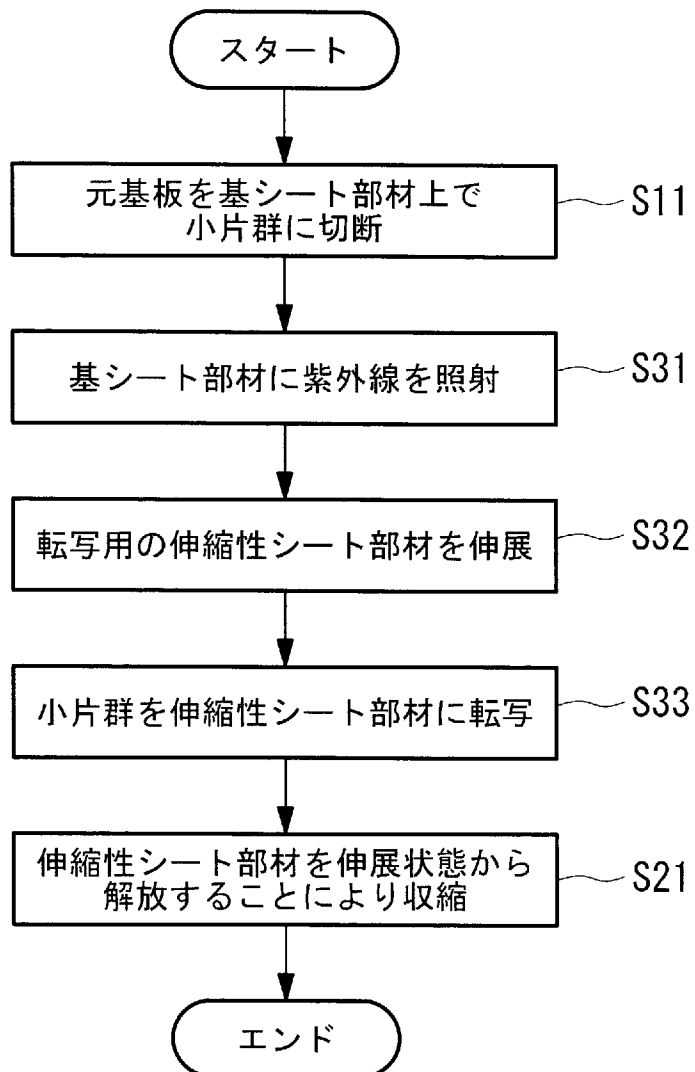 スタート
元基板を基シート部材上で
小片群に切断
S11
基シート部材に紫外線を照射
S31
転写用の伸縮性シート部材を伸展
S32
小片群を伸縮性シート部材に転写
S33
伸縮性シート部材を伸展状態から
解放することにより収縮
S21
エンド